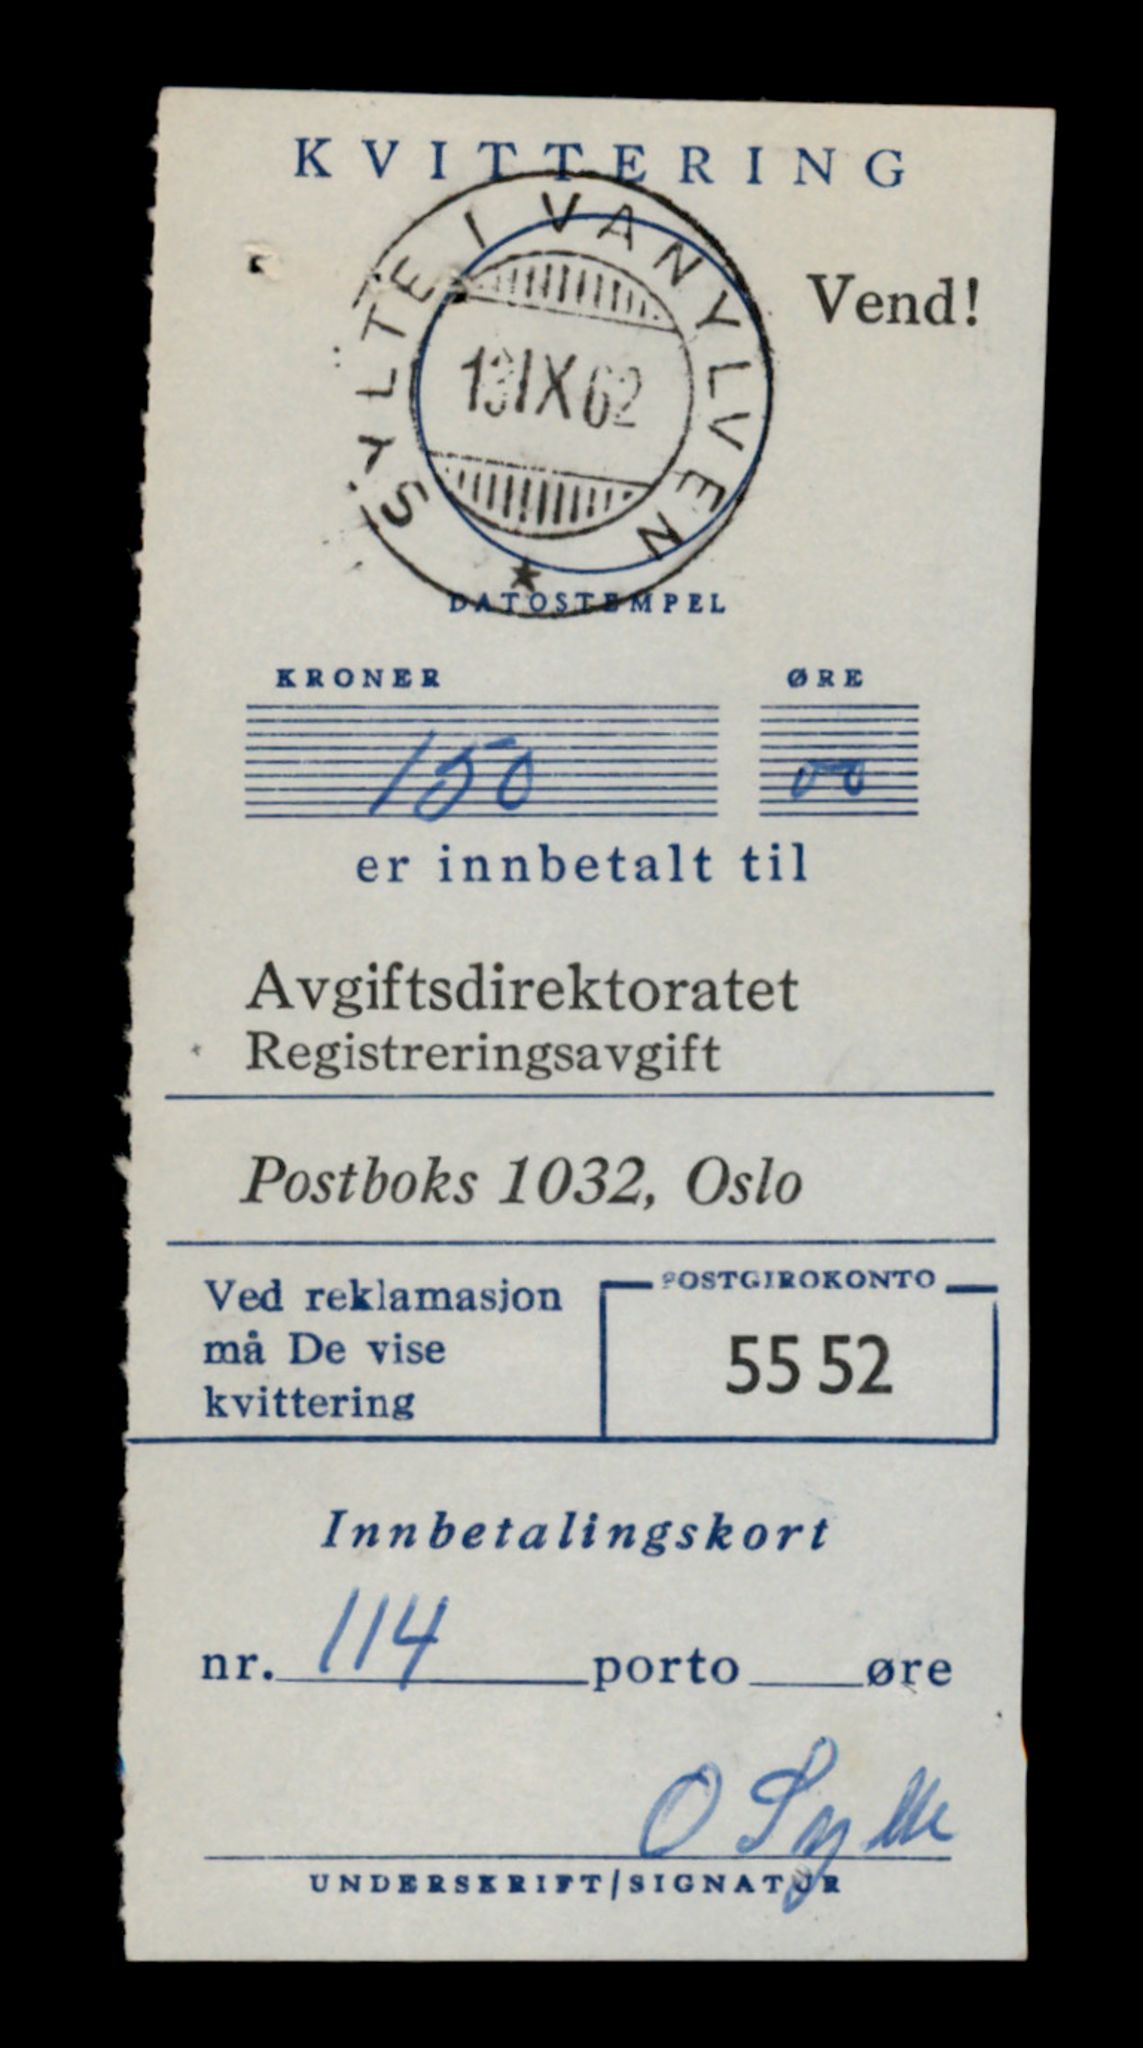 KVITTERING
SYLTE I VANYLVEN
Vend!
IX 62
DATOSTEMPEL
KRONER ØRE
150 00
er innbetalt til
Avgiftsdirektoratet
Registreringsavgift
Postboks 1032, Oslo
Ved reklamasjon
må De vise
kvittering
POSTGIROKONTO
55 52
Innbetalingskort
nr. 114 porto øre
O Sylte
UNDERSKRIFT/SIGNATUR